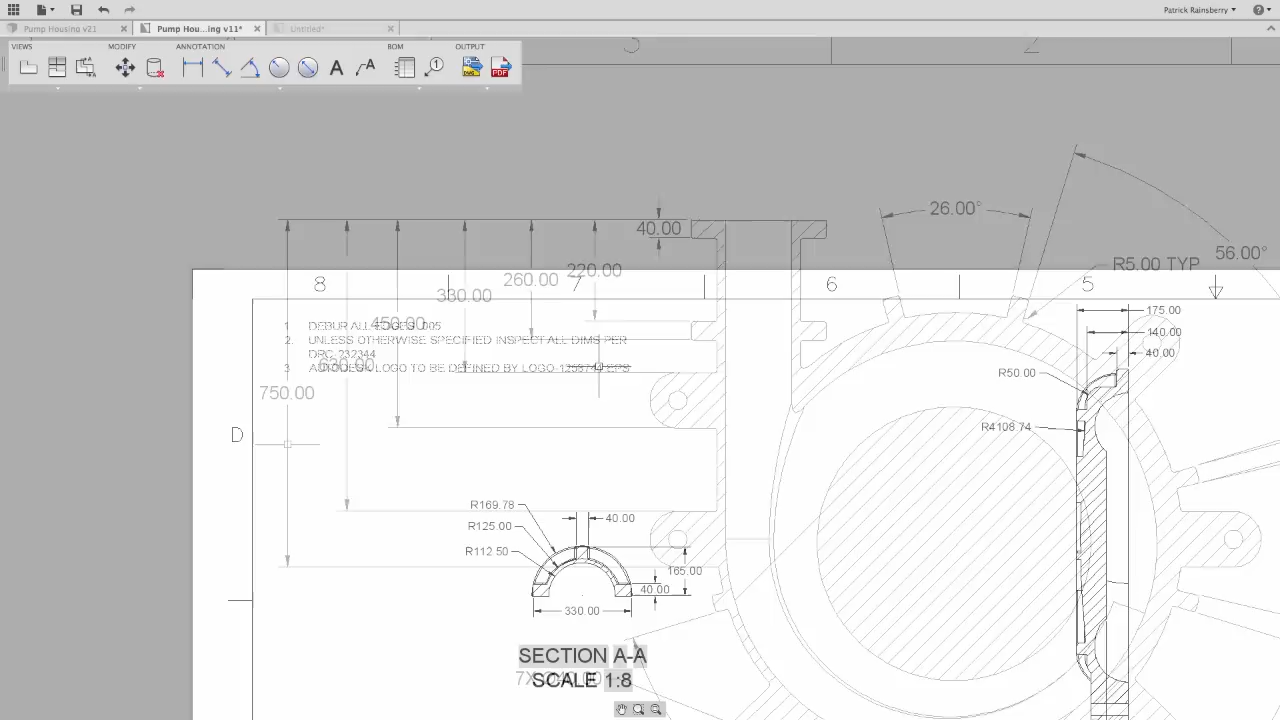 Patrick Rainsberry
Pump Housing v21
Pump Hou...ing v11*
Untitled*
VIEWS
MODIFY
ANNOTATION
BOM
OUTPUT
A
A
1
PDF
2
40.00
26.00°
56.00°
R5.00 TYP
220.00
260.00
330.00
450.00
630.00
750.00
8
7
6
5
D
1 DEBUR ALL EDGES .005
2. UNLESS OTHERWISE SPECIFIED INSPECT ALL DIMS PER
DRC 232344
3 AUTODESK LOGO TO BE DEFINED BY
175.00
140.00
40.00
R50.00
R4108.74
R169.78
40.00
R125.00
R112.50
165.00
40.00
330.00
SECTION A-A
SCALE 1:8